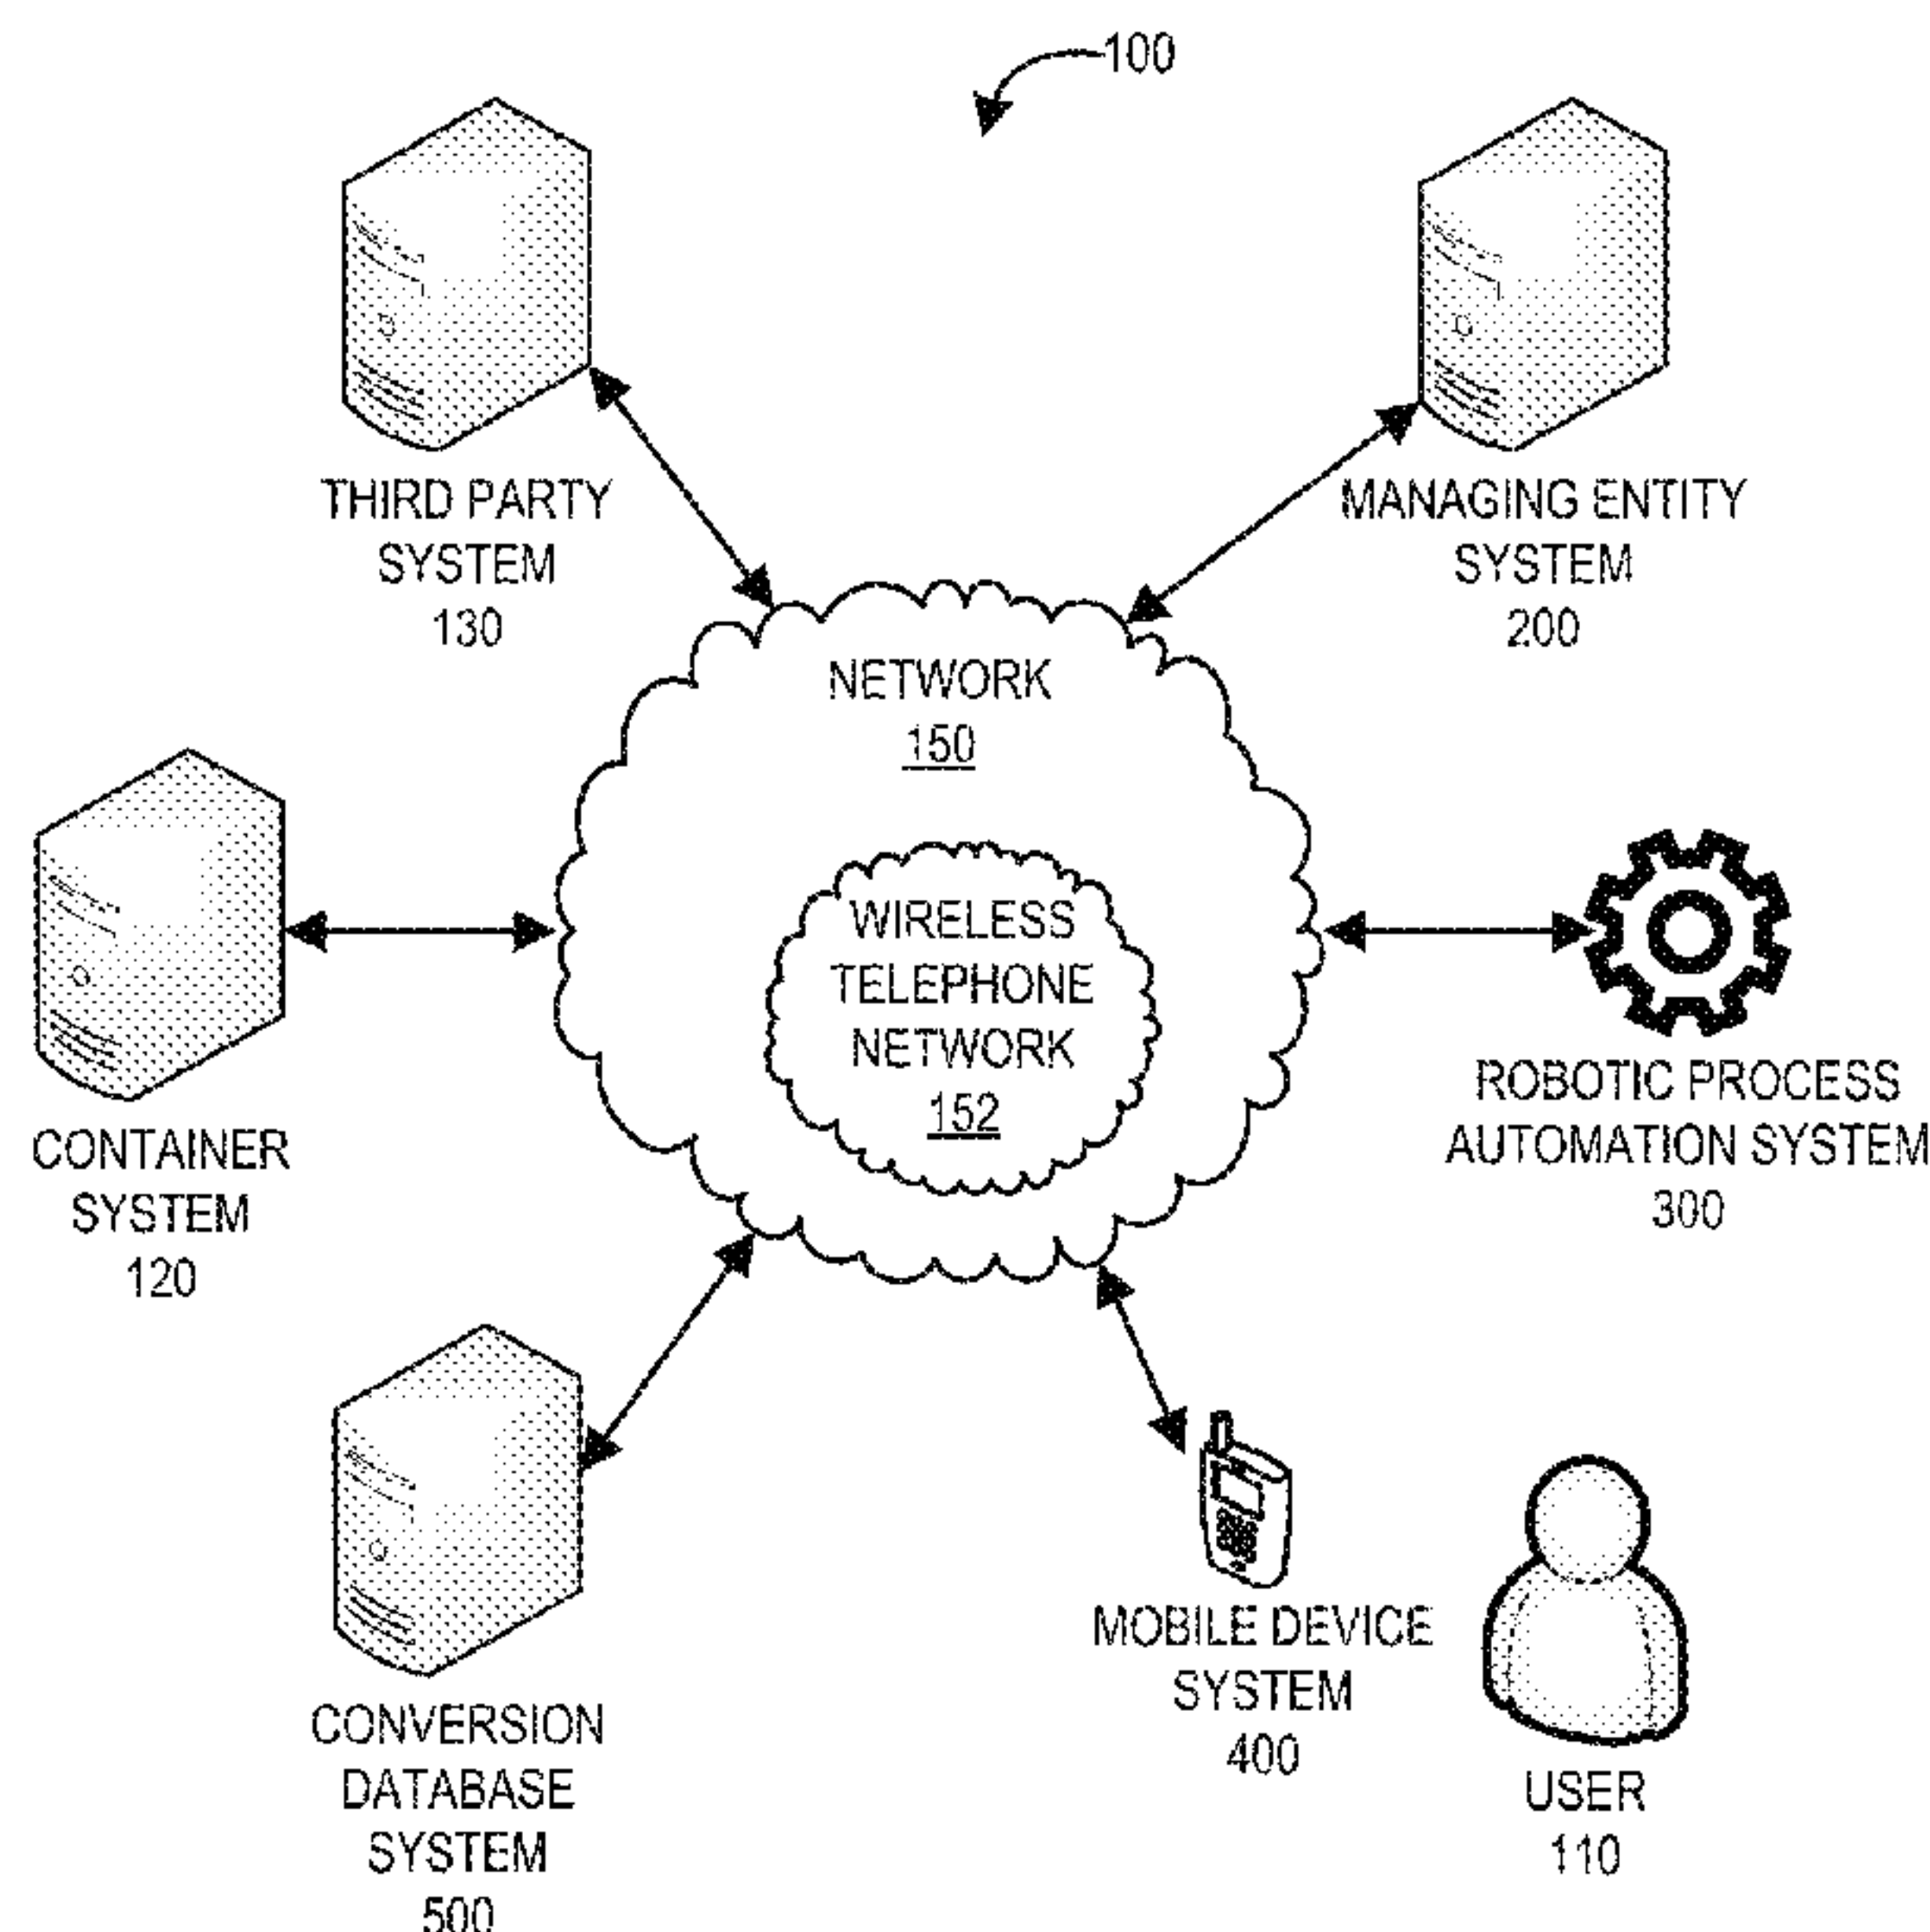 100
THIRD PARTY
SYSTEM
130
MANAGING ENTITY
SYSTEM
200
NETWORK
150
WIRELESS
TELEPHONE
NETWORK
152
CONTAINER
SYSTEM
120
ROBOTIC PROCESS
AUTOMATION SYSTEM
300
CONVERSION
DATABASE
SYSTEM
500
MOBILE DEVICE
SYSTEM
400
USER
110